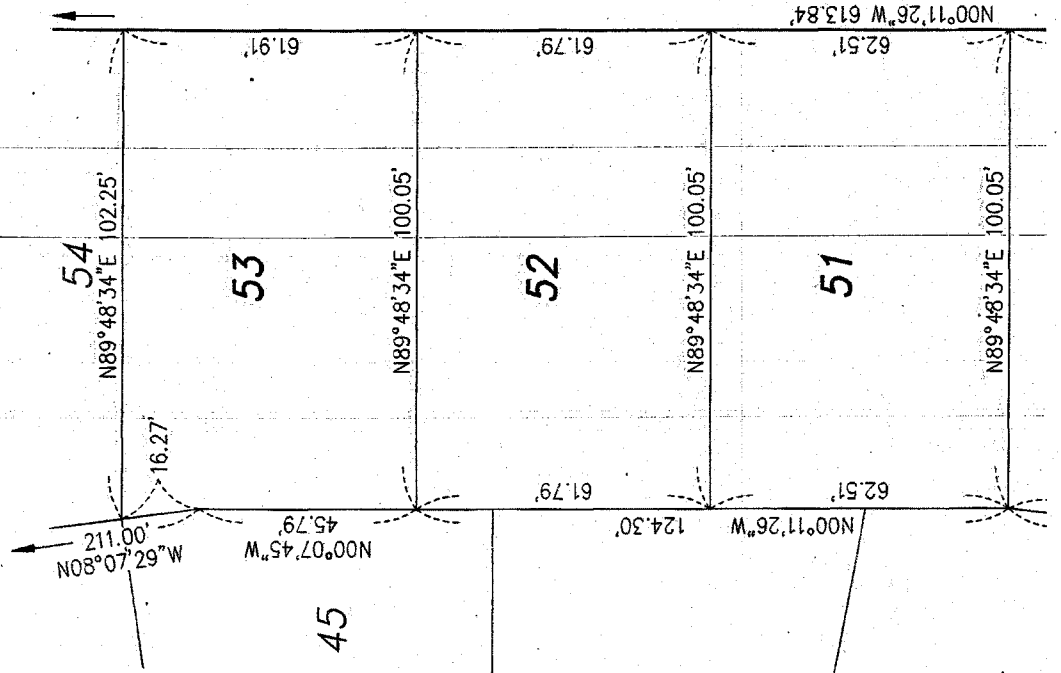 N00°11'26"W 613.84'
61.91'
61.79'
62.51'
54
N89°48'34"E 102.25'
53
N89°48'34"E 100.05'
52
N89°48'34"E 100.05'
51
N89°48'34"E 100.05'
16.27'
211.00'
N08°07'29"W
45.79'
N00°07'45"W
61.79'
124.30'
N00°11'26"W
62.51'
45